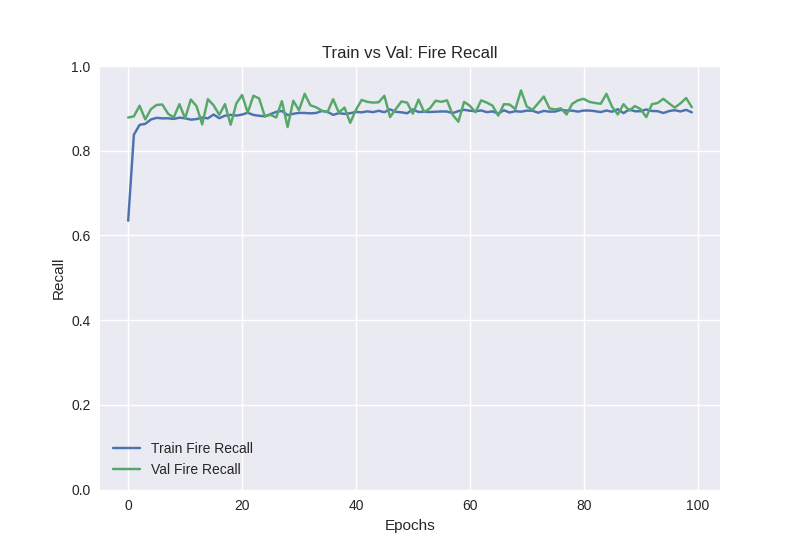 Train vs Val: Fire Recall
1.0
0.8
0.6
0.4
0.2
0.0
Recall
Train Fire Recall
Val Fire Recall
0 20 40 60 80 100
Epochs